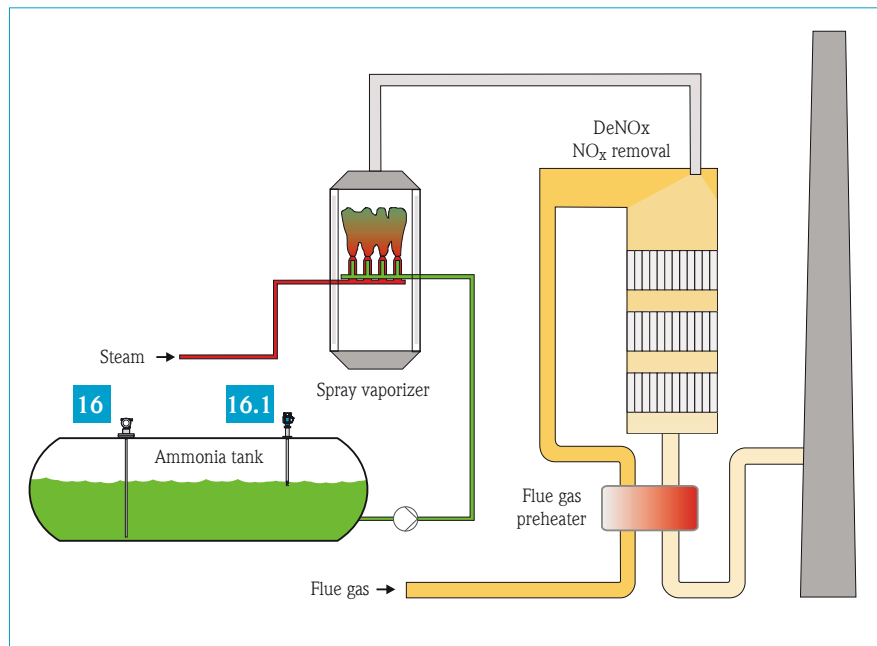 DeNOx
NOx removal
Steam
Spray vaporizer
16
16.1
Ammonia tank
Flue gas
preheater
Flue gas